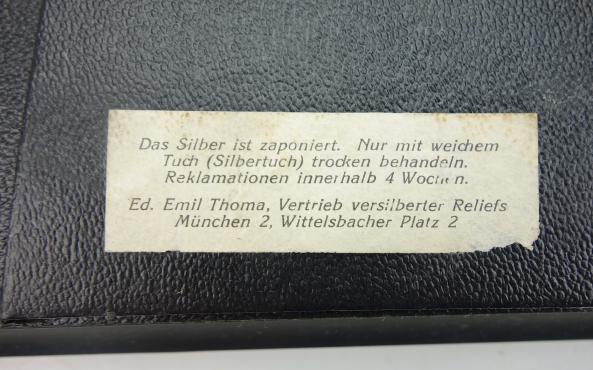 Das Silber ist zaponiert. Nur mit weichem
Tuch (Silbertuch) trocken behandeln.
Reklamationen innerhalb 4 Wochen.
Ed. Emil Thoma, Vertrieb versilberter Reliefs
München 2, Wittelsbacher Platz 2